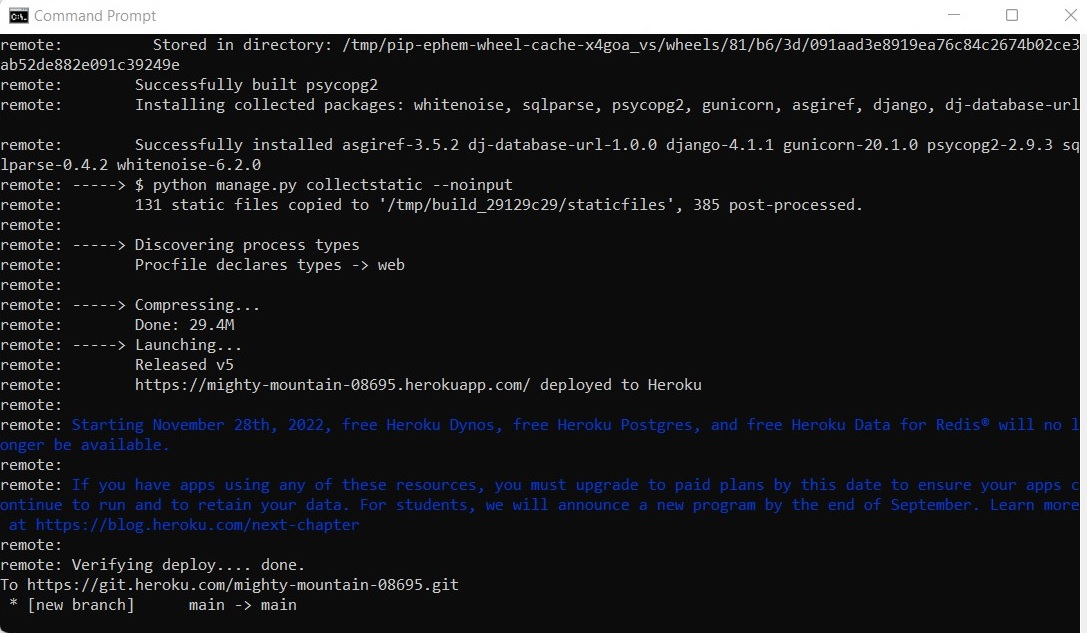 Command Prompt
remote:          Stored in directory: /tmp/pip-ephem-wheel-cache-x4goa_vs/wheels/81/b6/3d/091aad3e8919ea76c84c2674b02ce3
ab52de882e091c39249e
remote:        Successfully built psycopg2
remote:        Installing collected packages: whitenoise, sqlparse, psycopg2, gunicorn, asgiref, django, dj-database-url
remote:        Successfully installed asgiref-3.5.2 dj-database-url-1.0.0 django-4.1.1 gunicorn-20.1.0 psycopg2-2.9.3 sq
lparse-0.4.2 whitenoise-6.2.0
remote: -----> $ python manage.py collectstatic --noinput
remote:        131 static files copied to '/tmp/build_29129c29/staticfiles', 385 post-processed.
remote:
remote: -----> Discovering process types
remote:        Procfile declares types -> web
remote:
remote: -----> Compressing...
remote:        Done: 29.4M
remote: -----> Launching...
remote:        Released v5
remote:        https://mighty-mountain-08695.herokuapp.com/ deployed to Heroku
remote:
remote: Starting November 28th, 2022, free Heroku Dynos, free Heroku Postgres, and free Heroku Data for Redis® will no l
onger be available.
remote:
remote: If you have apps using any of these resources, you must upgrade to paid plans by this date to ensure your apps c
ontinue to run and to retain your data. For students, we will announce a new program by the end of September. Learn more
 at https://blog.heroku.com/next-chapter
remote:
remote: Verifying deploy.... done.
To https://git.heroku.com/mighty-mountain-08695.git
 * [new branch]      main -> main